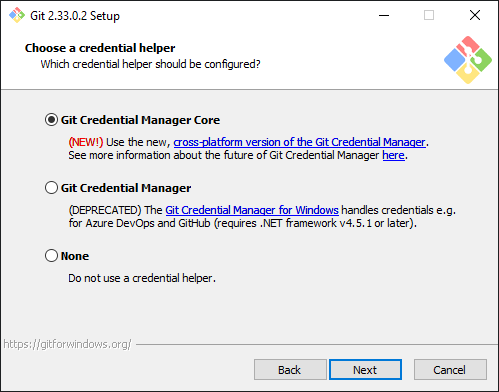 Git 2.33.0.2 Setup
Choose a credential helper
Which credential helper should be configured?
Git Credential Manager Core
(NEW!) Use the new, cross-platform version of the Git Credential Manager.
See more information about the future of Git Credential Manager here.
Git Credential Manager
(DEPRECATED) The Git Credential Manager for Windows handles credentials e.g.
for Azure DevOps and GitHub (requires .NET framework v4.5.1 or later).
None
Do not use a credential helper.
https://gitforwindows.org/
Back
Next
Cancel